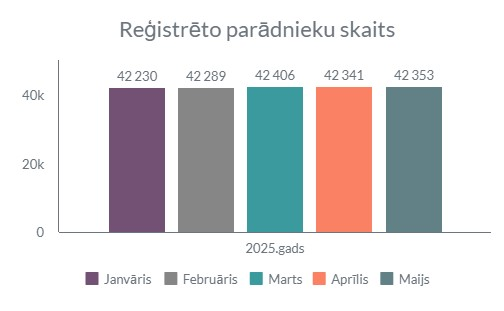 Reģistrēto parādnieku skaits
42 230 42 289 42 406 42 341 42 353
40k
20k
0
2025.gads
Janvāris Februāris Marts Aprīlis Maijs